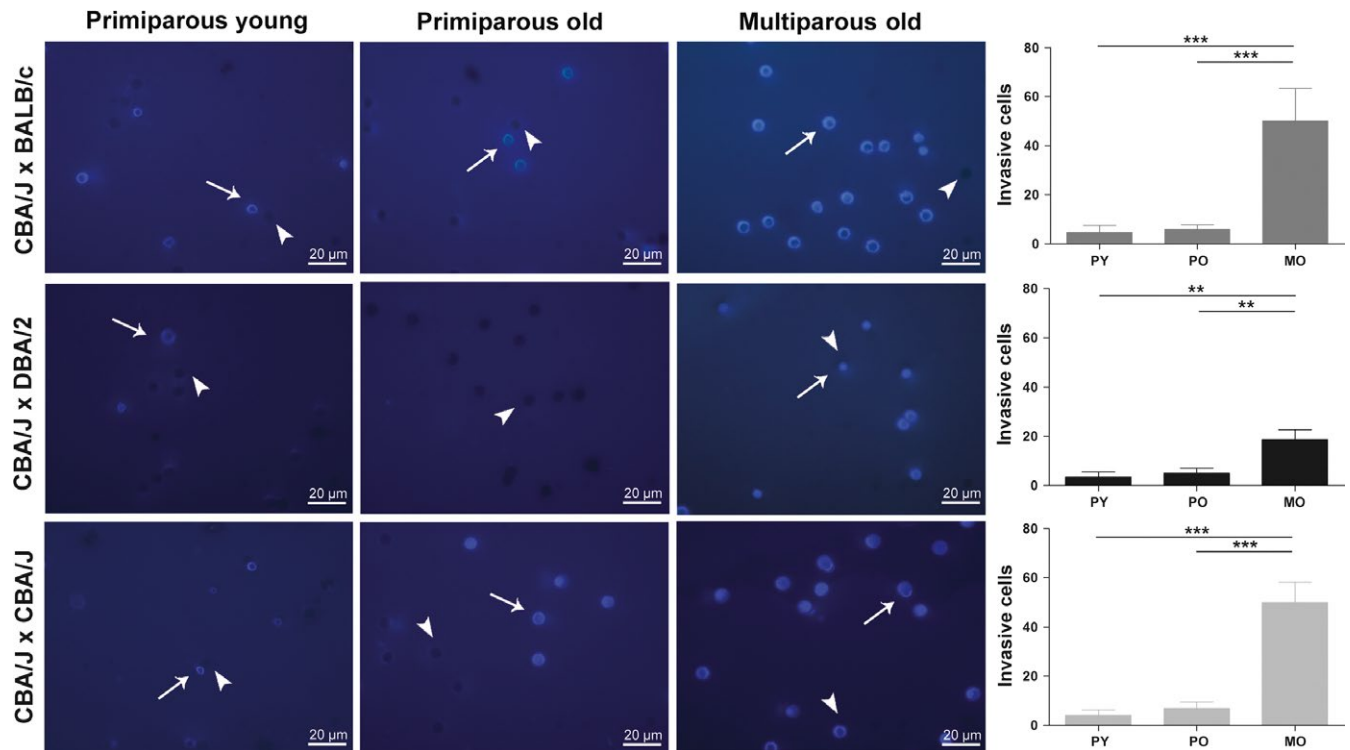 Primiparous young
Primiparous old
Multiparous old
CBA/J x BALB/c
20 µm
20 µm
20 µm
Invasive cells
80
60
40
20
0
***
***
PY
PO
MO
CBA/J x DBA/2
20 µm
20 µm
20 µm
Invasive cells
80
60
40
20
0
**
**
PY
PO
MO
CBA/J x CBA/J
20 µm
20 µm
20 µm
Invasive cells
80
60
40
20
0
***
***
PY
PO
MO